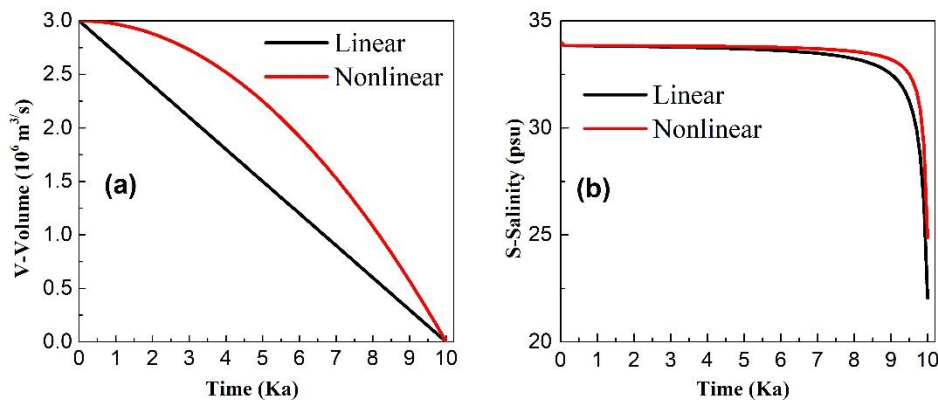 3.0
2.5
2.0
1.5
1.0
0.5
0.0
V-Volume (10⁶ m³/s)
Linear
Nonlinear
(a)
0 1 2 3 4 5 6 7 8 9 10
Time (Ka)
35
30
25
20
S-Salinity (psu)
Linear
Nonlinear
(b)
0 1 2 3 4 5 6 7 8 9 10
Time (Ka)